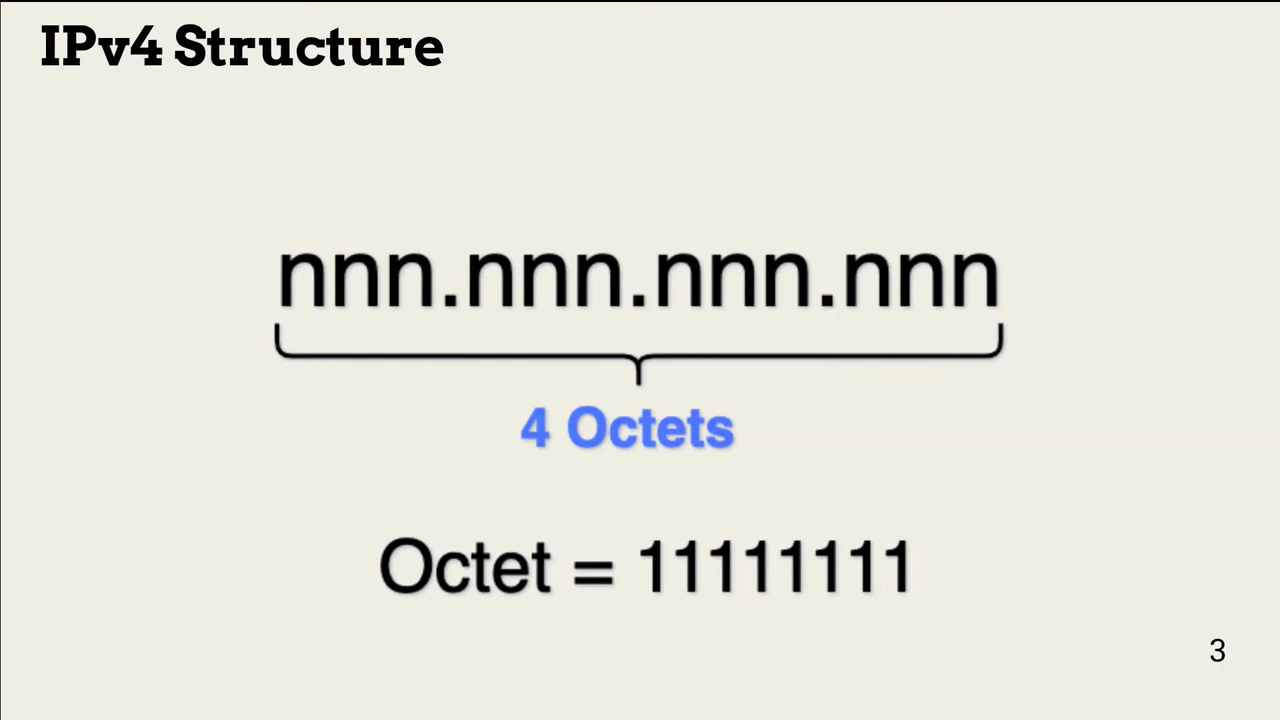 IPv4 Structure
nnn.nnn.nnn.nnn
4 Octets
Octet = 11111111
3